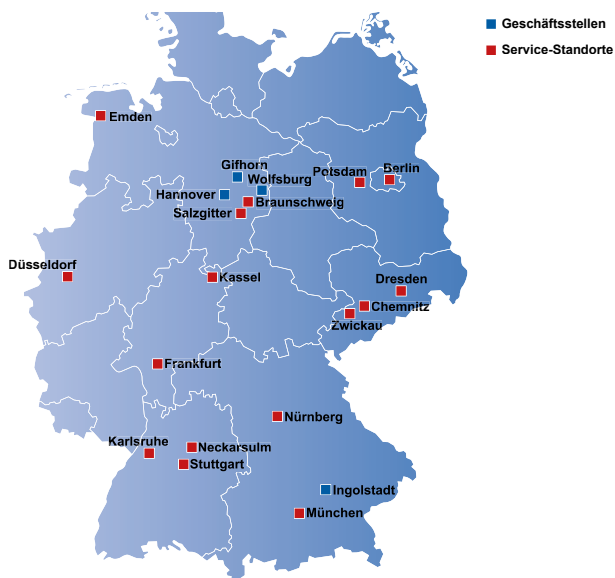 Geschäftsstellen
Service-Standorte
Emden
Gifhorn
Wolfsburg
Potsdam
Berlin
Hannover
Braunschweig
Salzgitter
Düsseldorf
Kassel
Dresden
Chemnitz
Zwickau
Frankfurt
Nürnberg
Karlsruhe
Neckarsulm
Stuttgart
Ingolstadt
München